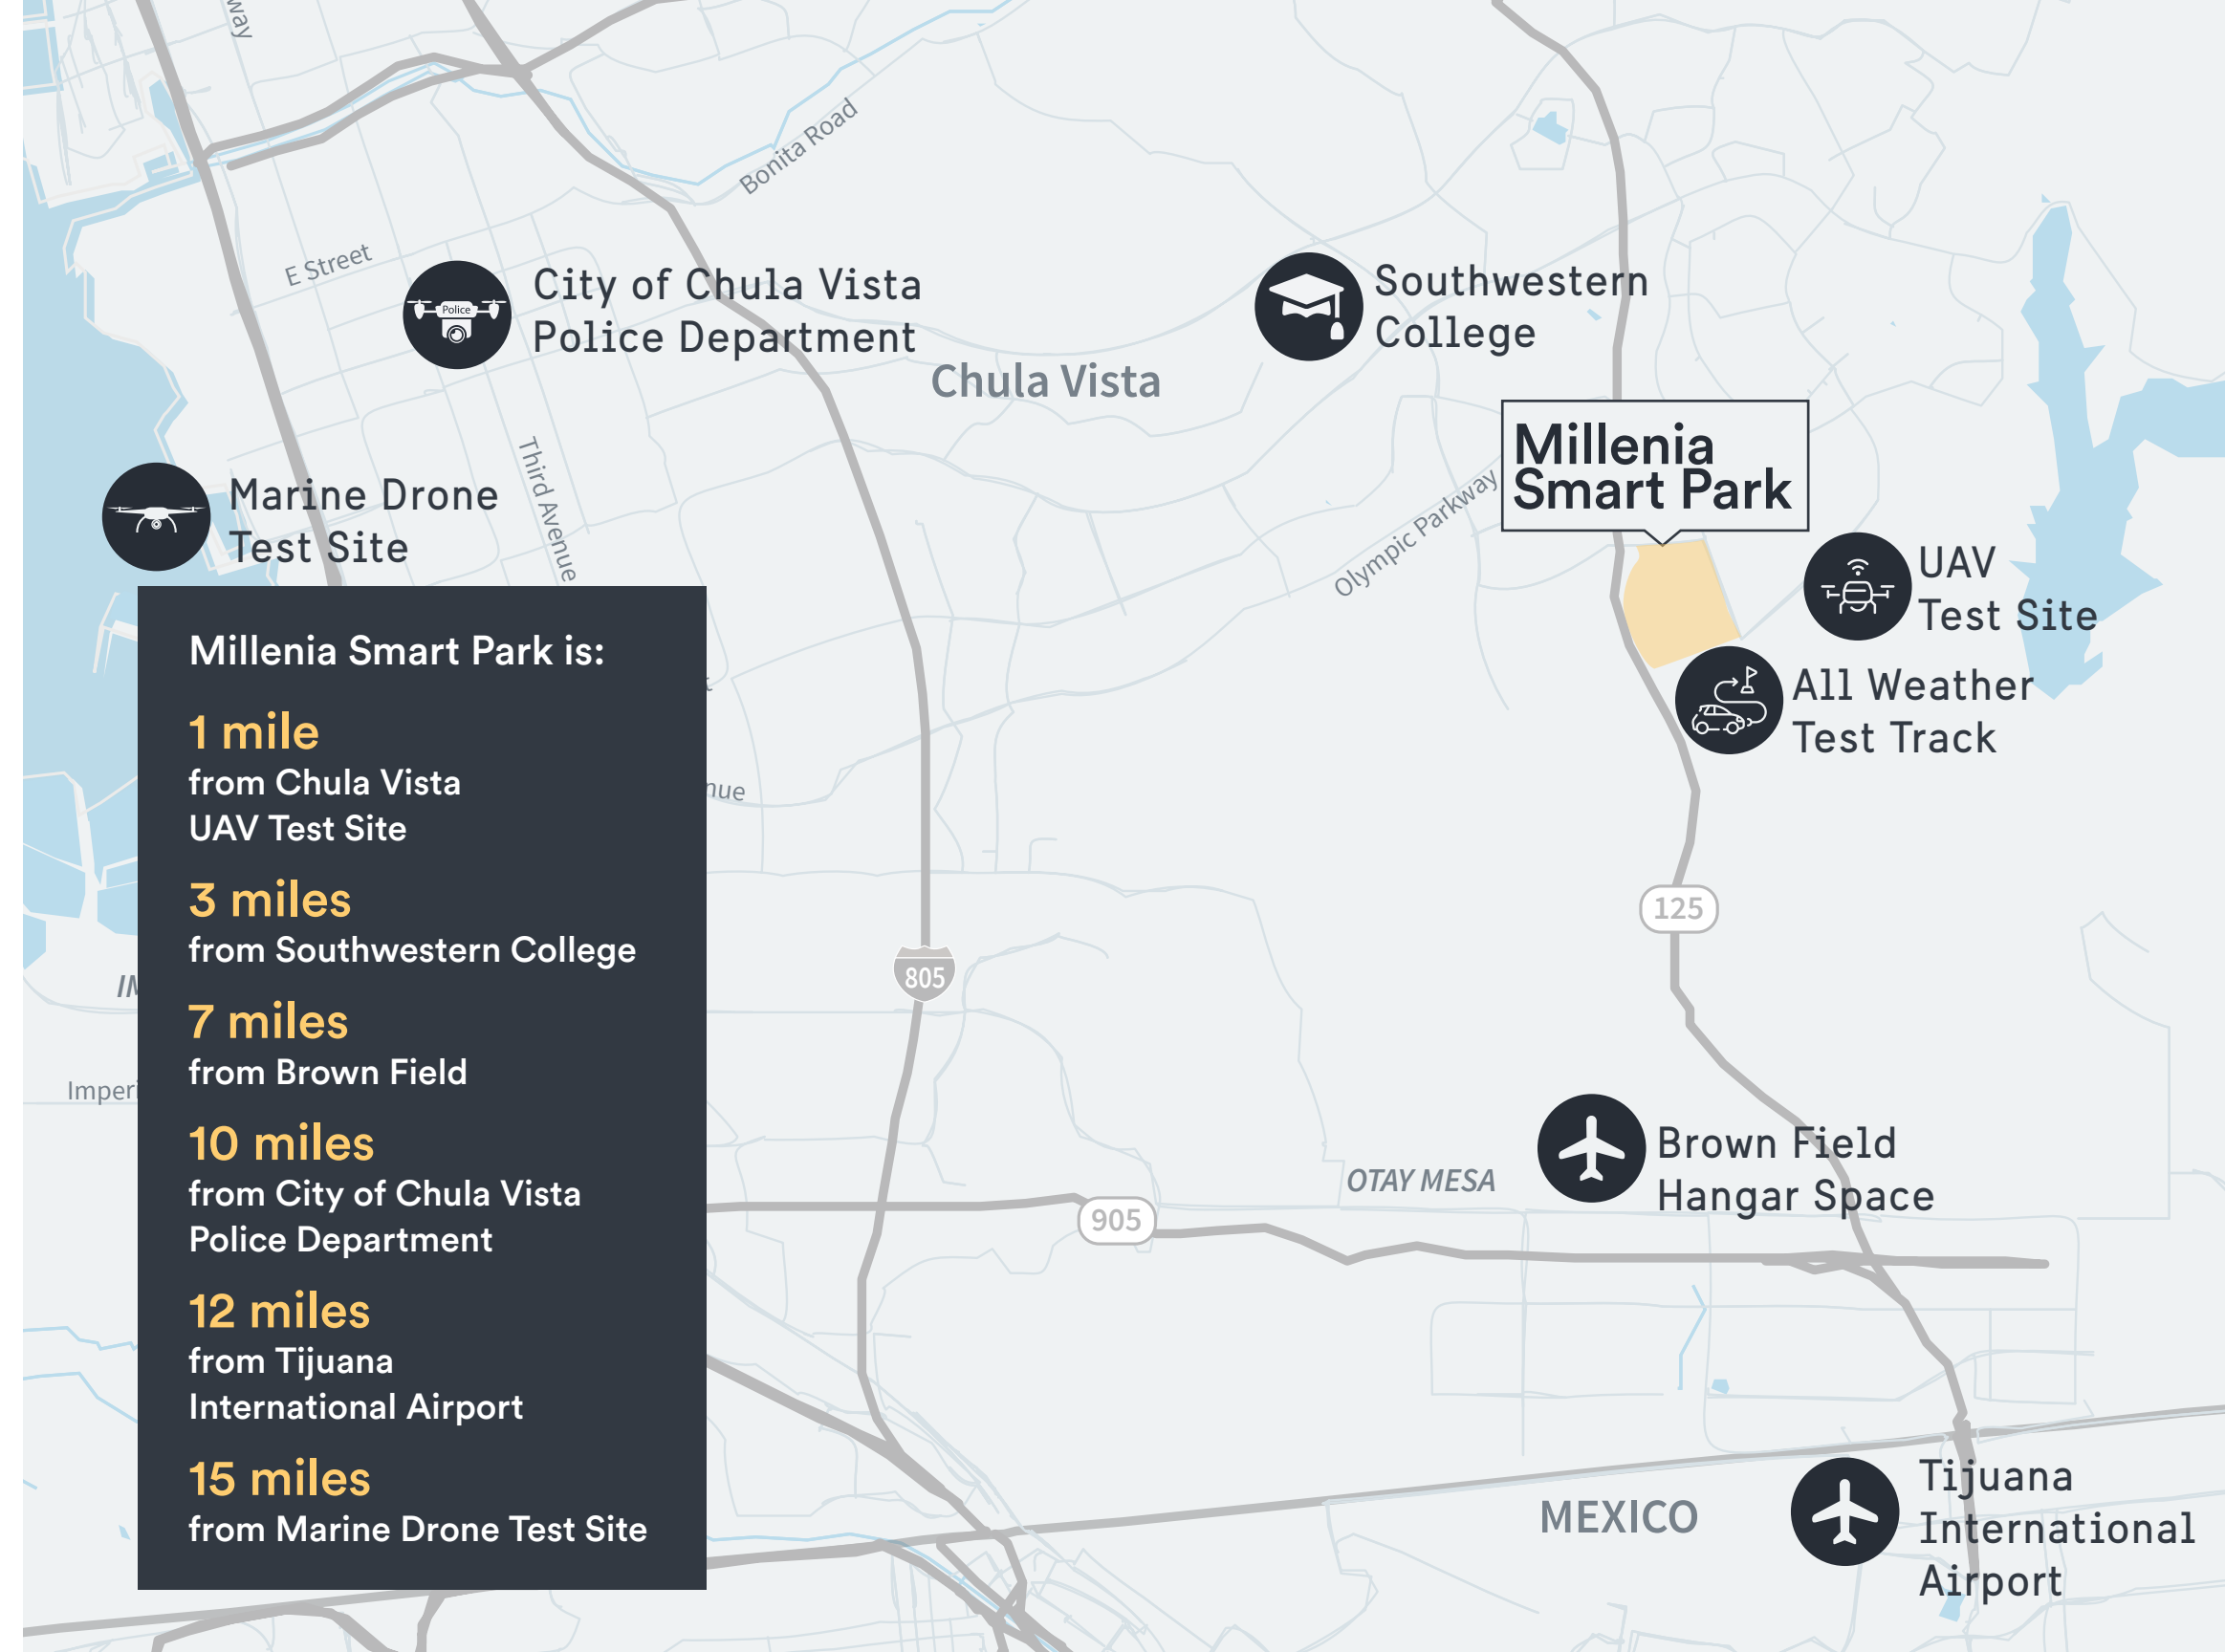 way
Bonita Road
E Street
Police
City of Chula Vista
Police Department
Southwestern
College
Chula Vista
Millenia
Smart Park
Third Avenue
Marine Drone
Test Site
Olympic Parkway
UAV
Test Site
All Weather
Test Track
Millenia Smart Park is:
1 mile
from Chula Vista
UAV Test Site
3 miles
from Southwestern College
7 miles
from Brown Field
10 miles
from City of Chula Vista
Police Department
12 miles
from Tijuana
International Airport
15 miles
from Marine Drone Test Site
nue
125
805
IM
Imperi
Brown Field
Hangar Space
OTAY MESA
905
MEXICO
Tijuana
International
Airport